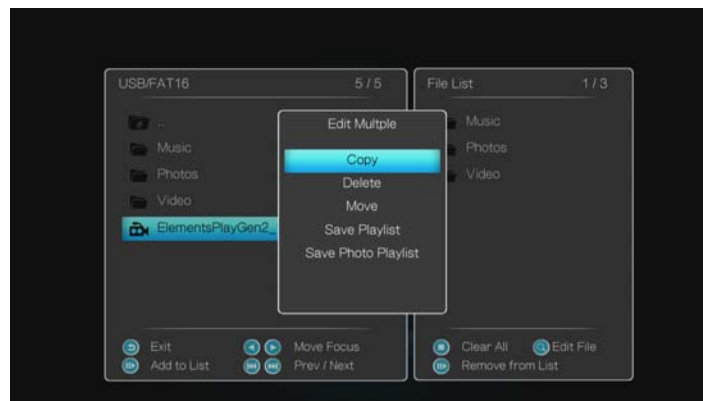 USB/FAT16 5 / 5
..
Music
Photos
Video
ElementsPlayGen2_
Exit Move Focus
Add to List Prev / Next
Edit Multple
Copy
Delete
Move
Save Playlist
Save Photo Playlist
File List 1 / 3
Music
Photos
Video
Clear All Edit File
Remove from List